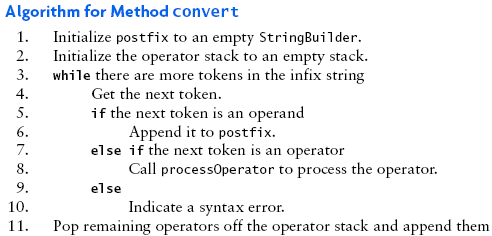 Algorithm for Method convert
1. Initialize postfix to an empty StringBuilder.
2. Initialize the operator stack to an empty stack.
3. while there are more tokens in the infix string
4. Get the next token.
5. if the next token is an operand
6. Append it to postfix.
7. else if the next token is an operator
8. Call processOperator to process the operator.
9. else
10. Indicate a syntax error.
11. Pop remaining operators off the operator stack and append them